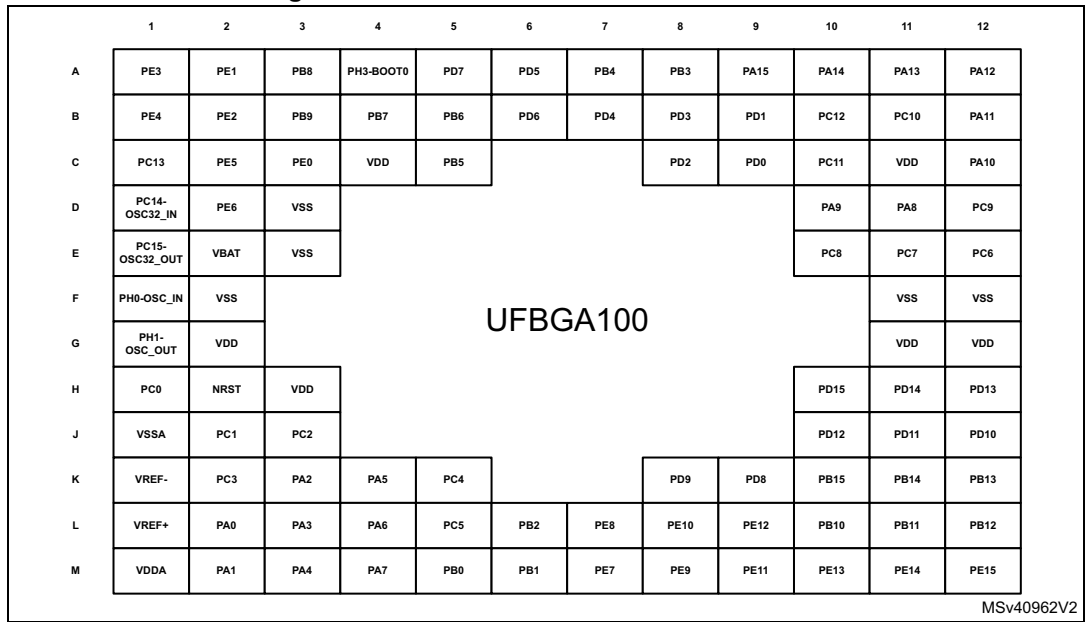 1 2 3 4 5 6 7 8 9 10 11 12
A PE3 PE1 PB8 PH3-BOOT0 PD7 PD5 PB4 PB3 PA15 PA14 PA13 PA12
B PE4 PE2 PB9 PB7 PB6 PD6 PD4 PD3 PD1 PC12 PC10 PA11
C PC13 PE5 PE0 VDD PB5 PD2 PD0 PC11 VDD PA10
D PC14-OSC32_IN PE6 VSS PA9 PA8 PC9
E PC15-OSC32_OUT VBAT VSS PC8 PC7 PC6
F PH0-OSC_IN VSS VSS VSS
UFBGA100
G PH1-OSC_OUT VDD VDD VDD
H PC0 NRST VDD PD15 PD14 PD13
J VSSA PC1 PC2 PD12 PD11 PD10
K VREF- PC3 PA2 PA5 PC4 PD9 PD8 PB15 PB14 PB13
L VREF+ PA0 PA3 PA6 PC5 PB2 PE8 PE10 PE12 PB10 PB11 PB12
M VDDA PA1 PA4 PA7 PB0 PB1 PE7 PE9 PE11 PE13 PE14 PE15
MSv40962V2